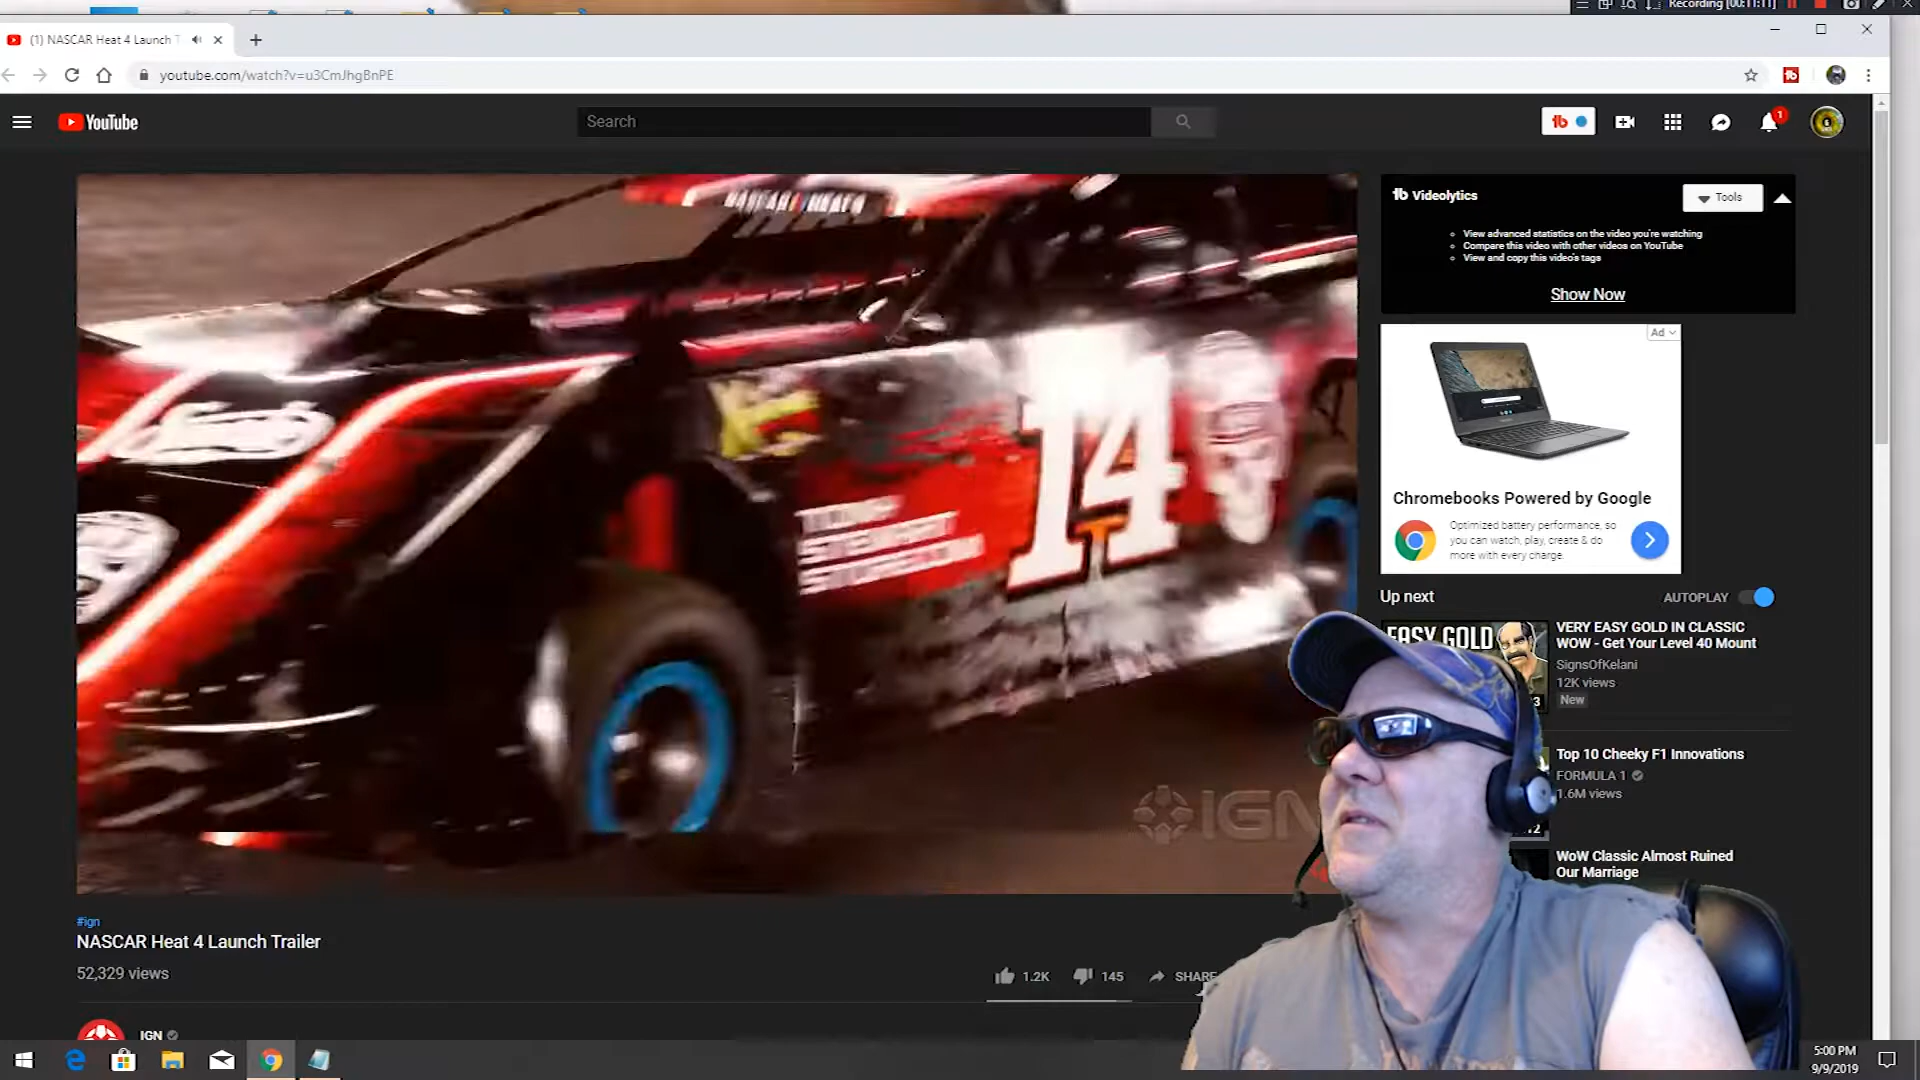 Recording [00:11:11]
(1) NASCAR Heat 4 Launch T
youtube.com/watch?v=u3CmJhgBnPE
YouTube
Search
1
Videolytics
Tools
View advanced statistics on the video you're watching
Compare this video with other videos on YouTube
View and copy this video's tags
Show Now
Ad
Chromebooks Powered by Google
Optimized battery performance, so
you can watch, play, create & do
more with every charge.
Up next
AUTOPLAY
EASY GOLD
VERY EASY GOLD IN CLASSIC
WOW - Get Your Level 40 Mount
SignsOfKelani
12K views
New
Top 10 Cheeky F1 Innovations
FORMULA 1
1.6M views
WoW Classic Almost Ruined
Our Marriage
14
IGN
#ign
NASCAR Heat 4 Launch Trailer
52,329 views
1.2K
145
SHARE
IGN
5:00 PM
9/9/2019